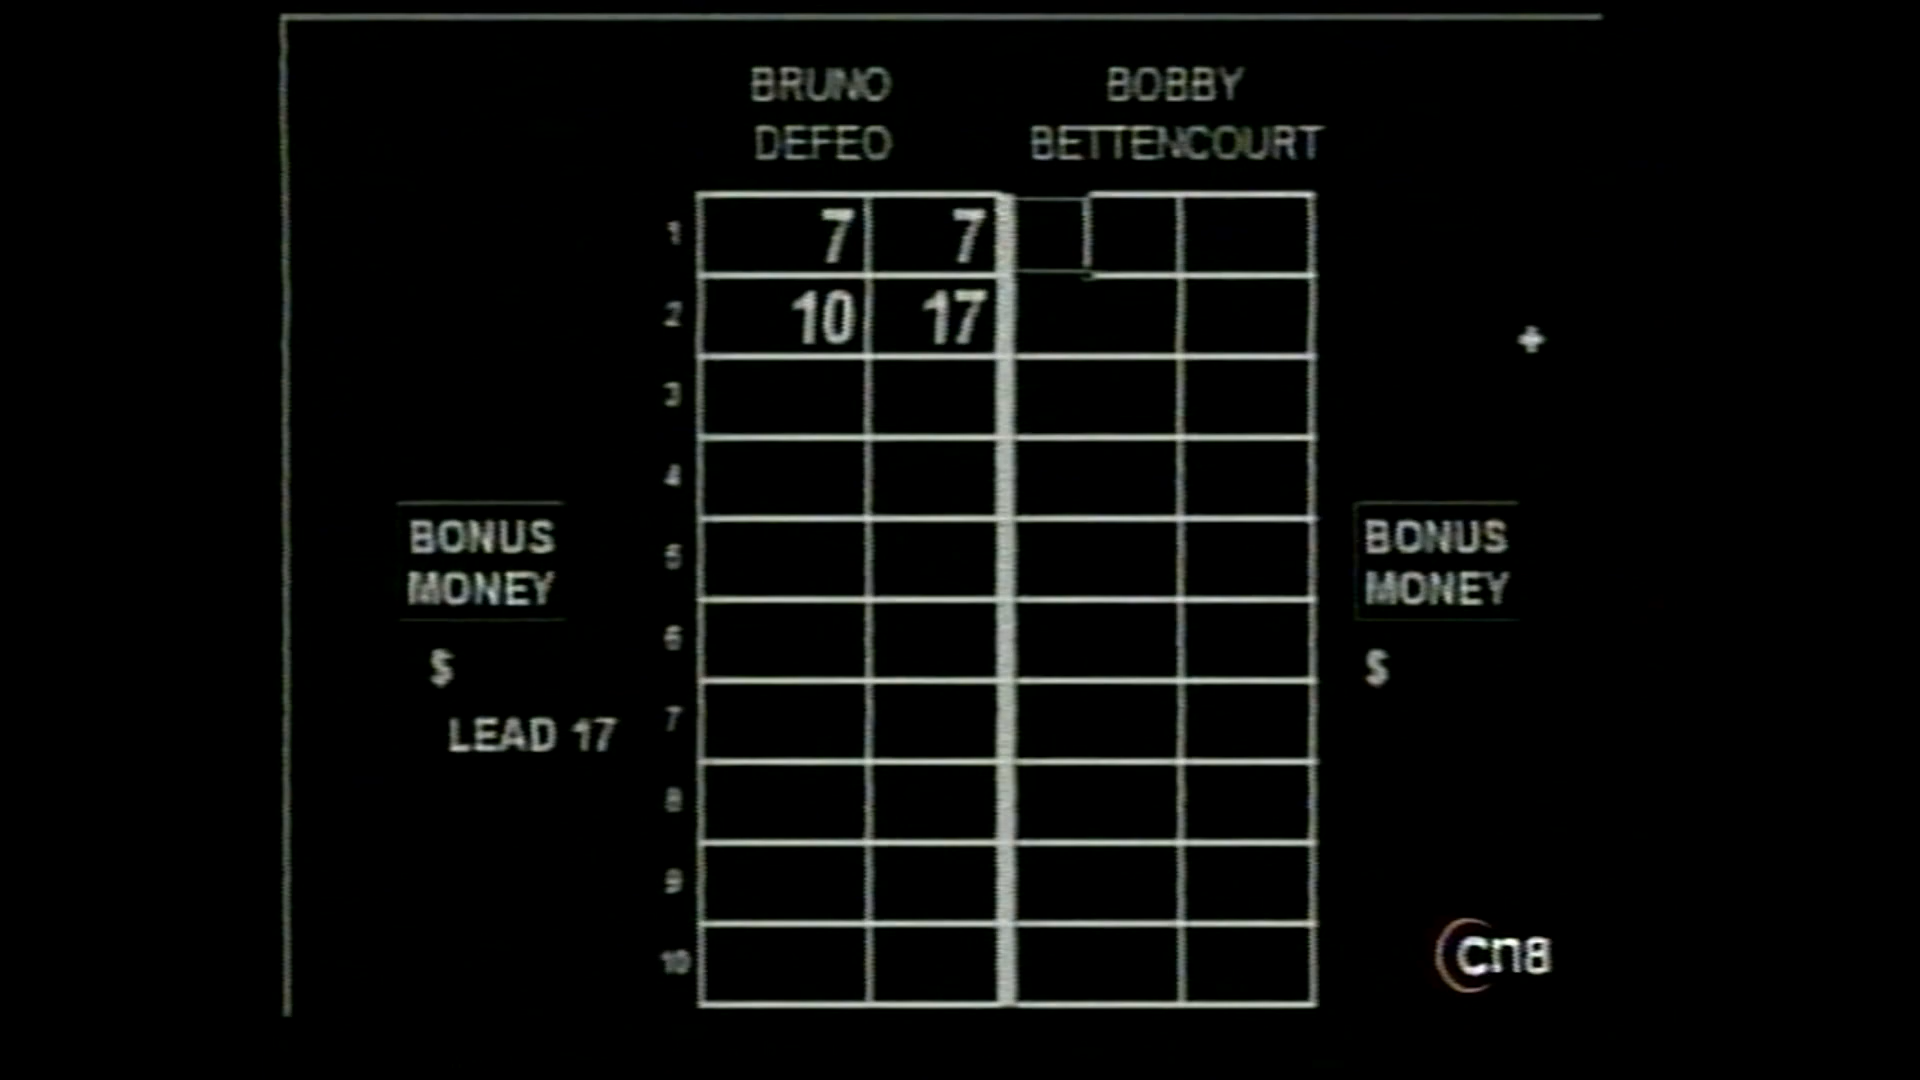 BRUNO DEFEO
BOBBY BETTENCOURT
1 7 7
2 10 17
3
4
5
6
7
8
9
10
BONUS
MONEY
$
LEAD 17
BONUS
MONEY
$
+
cn8